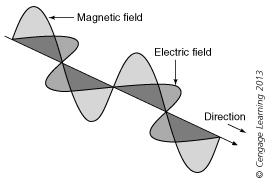 Magnetic field
Electric field
Direction
© Cengage Learning 2013